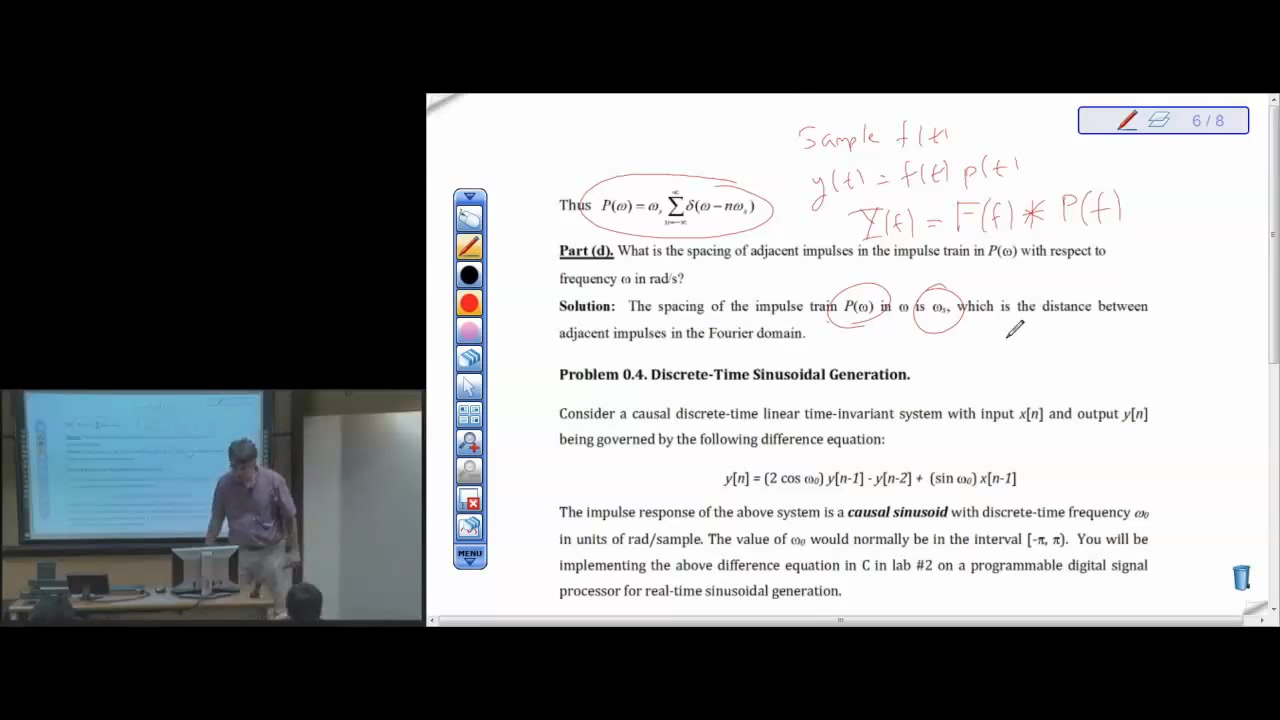 6 / 8
Sample f(t)
y(t) = f(t) p(t)
Y(f) = F(f) * P(f)
Thus P(ω) = ω_s ∑_{n=-∞}^{∞} δ(ω − nω_s)
Part (d). What is the spacing of adjacent impulses in the impulse train in P(ω) with respect to
frequency ω in rad/s?
Solution: The spacing of the impulse train P(ω) in ω is ω_s, which is the distance between
adjacent impulses in the Fourier domain.
Problem 0.4. Discrete-Time Sinusoidal Generation.
Consider a causal discrete-time linear time-invariant system with input x[n] and output y[n]
being governed by the following difference equation:
y[n] = (2 cos ω₀) y[n-1] - y[n-2] + (sin ω₀) x[n-1]
The impulse response of the above system is a causal sinusoid with discrete-time frequency ω₀
in units of rad/sample. The value of ω₀ would normally be in the interval [-π, π). You will be
implementing the above difference equation in C in lab #2 on a programmable digital signal
processor for real-time sinusoidal generation.
MENU